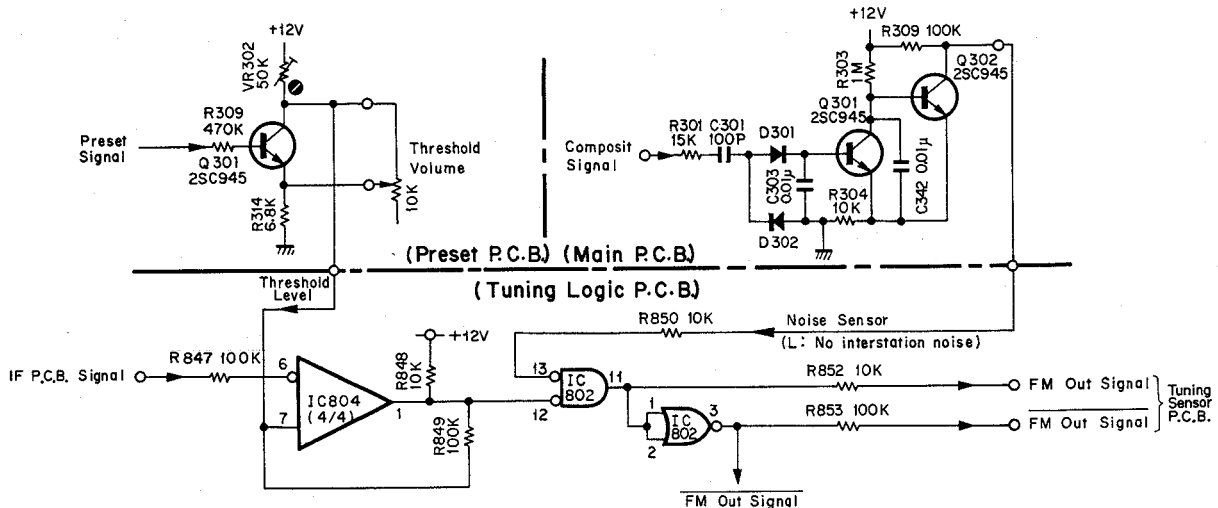 +12V
VR302
50K
R309
470K
Preset
Signal
Q301
2SC945
R314
6.8K
Threshold
Volume
10K
+12V
R309 100K
R303
1M
Q302
2SC945
Q301
2SC945
R301
15K
C301
100P
D301
Composit
Signal
C303
0.01μ
R304
10K
C342 0.01μ
D302
(Preset P.C.B.) (Main P.C.B.)
(Tuning Logic P.C.B.)
Threshold
Level
R850 10K
Noise Sensor
(L: No interstation noise)
+12V
R848
10K
R847 100K
IF P.C.B. Signal
6
7
IC804
(4/4)
1
R849
100K
13
12
IC
802
11
R852 10K
FM Out Signal
1
2
IC
802
3
R853 100K
FM Out Signal
Tuning
Sensor
P.C.B.
FM Out Signal